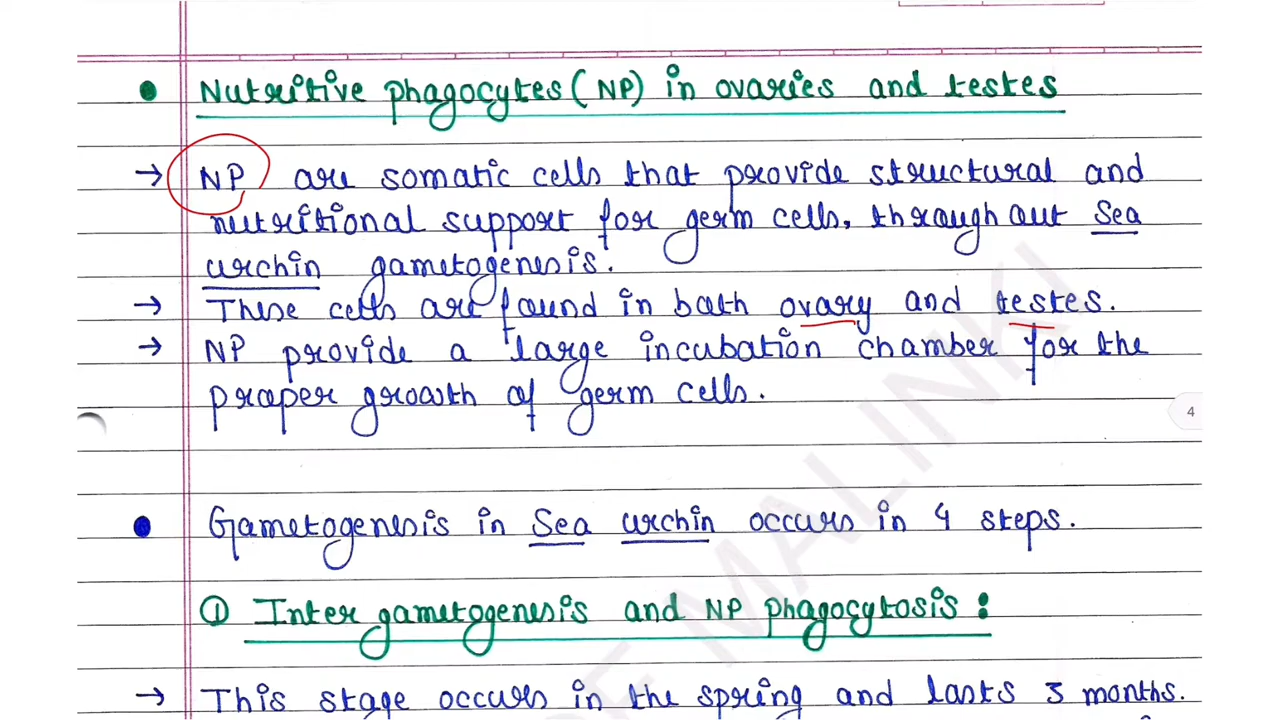 • Nutritive phagocytes (NP) in ovaries and testes
→ NP are somatic cells that provide structural and
nutritional support for germ cells, throughout Sea
urchin gametogenesis.
→ These cells are found in both ovary and testes.
→ NP provide a large incubation chamber for the
proper growth of germ cells.
4
• Gametogenesis in Sea urchin occurs in 4 steps.
① Inter gametogenesis and NP phagocytosis :
→ This stage occurs in the spring and lasts 3 months.